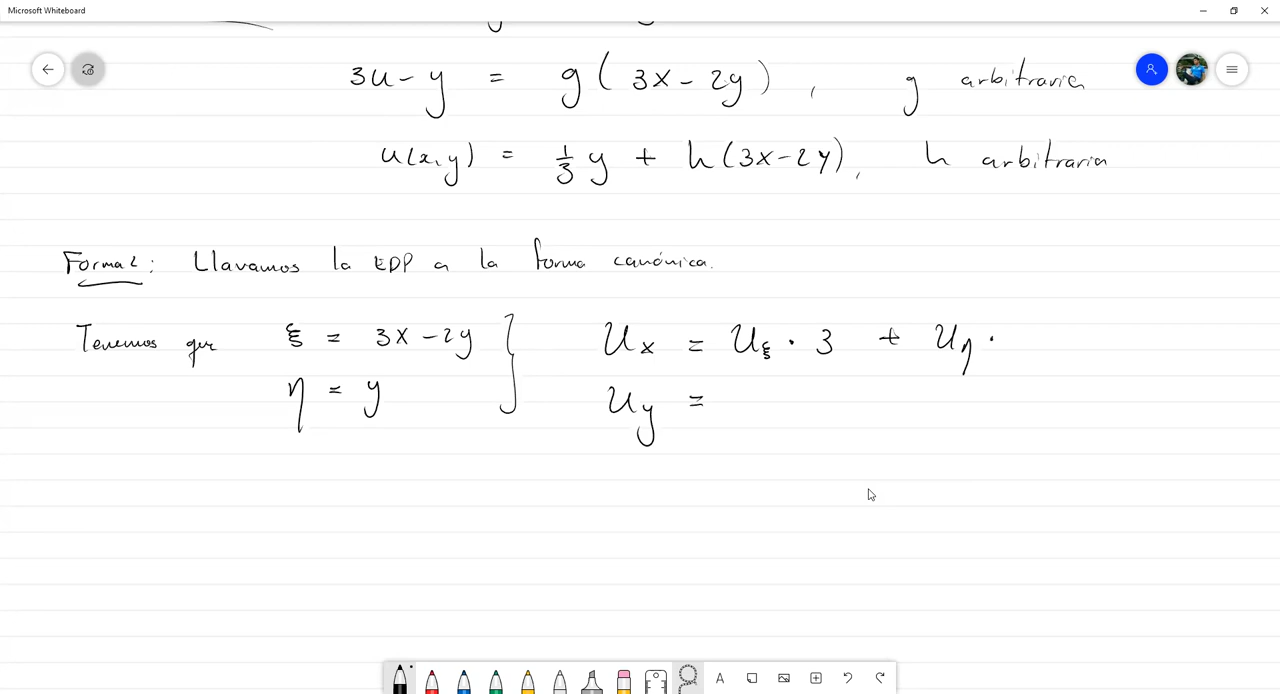 Microsoft Whiteboard
3u - y = g(3x - 2y), g arbitraria
u(x,y) = 1/3 y + h(3x - 2y), h arbitraria
Forma 2: Llavamos la EDP a la forma canónica.
Tenemos que ξ = 3x - 2y } Ux = Uξ · 3 + Uη ·
η = y Uy =
A